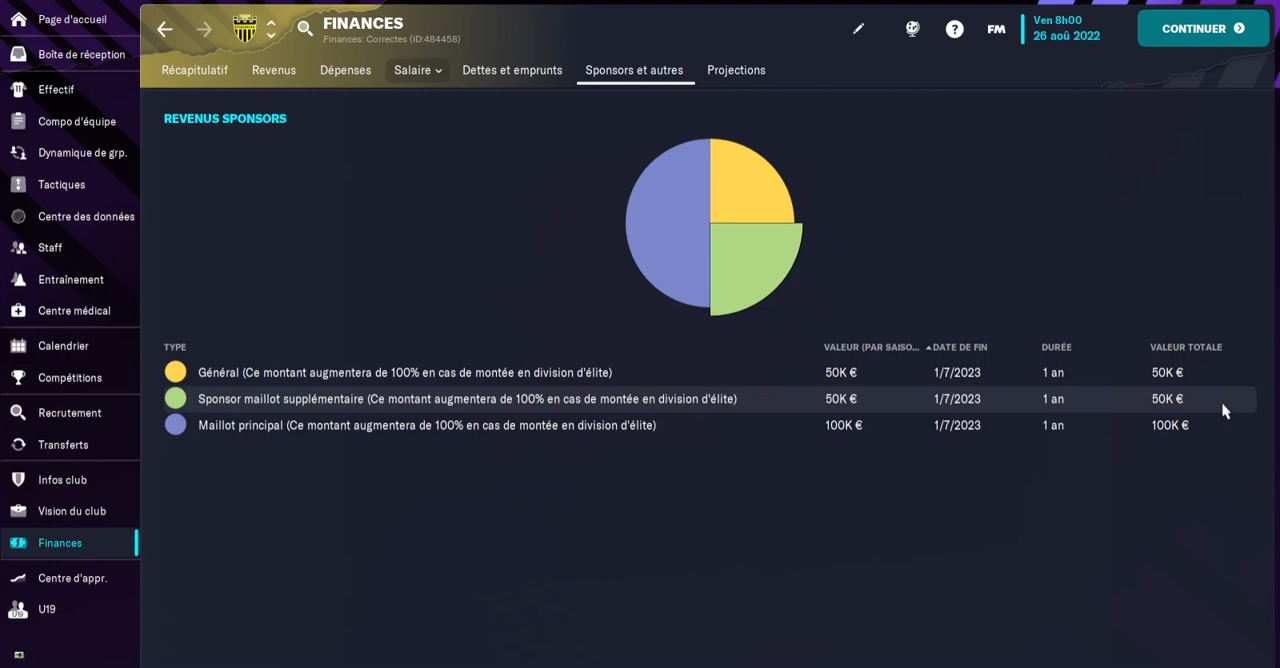 Page d'accueil
Boîte de réception
Effectif
Compo d'équipe
Dynamique de grp.
Tactiques
Centre des données
Staff
Entraînement
Centre médical
Calendrier
Compétitions
Recrutement
Transferts
Infos club
Vision du club
Finances
Centre d'appr.
U19
U19
FINANCES
Finances: Correctes (ID:484458)
FM
Ven 8h00
26 aoû 2022
CONTINUER
Récapitulatif Revenus Dépenses Salaire Dettes et emprunts Sponsors et autres Projections
REVENUS SPONSORS
TYPE VALEUR (PAR SAISO... DATE DE FIN DURÉE VALEUR TOTALE
Général (Ce montant augmentera de 100% en cas de montée en division d'élite) 50K € 1/7/2023 1 an 50K €
Sponsor maillot supplémentaire (Ce montant augmentera de 100% en cas de montée en division d'élite) 50K € 1/7/2023 1 an 50K €
Maillot principal (Ce montant augmentera de 100% en cas de montée en division d'élite) 100K € 1/7/2023 1 an 100K €